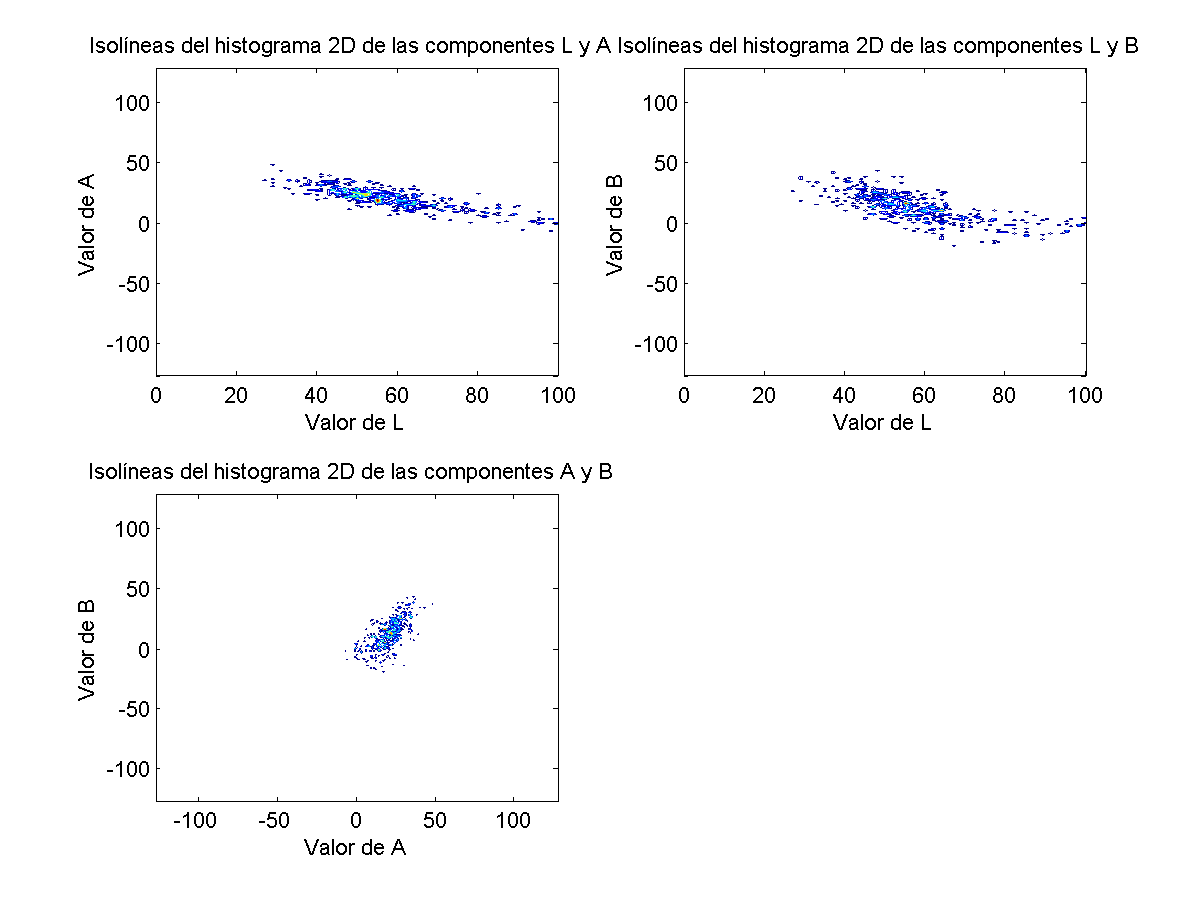 Isolíneas del histograma 2D de las componentes L y A
Valor de A
100
50
0
-50
-100
0 20 40 60 80 100
Valor de L
Isolíneas del histograma 2D de las componentes L y B
Valor de B
100
50
0
-50
-100
0 20 40 60 80 100
Valor de L
Isolíneas del histograma 2D de las componentes A y B
Valor de B
100
50
0
-50
-100
-100 -50 0 50 100
Valor de A